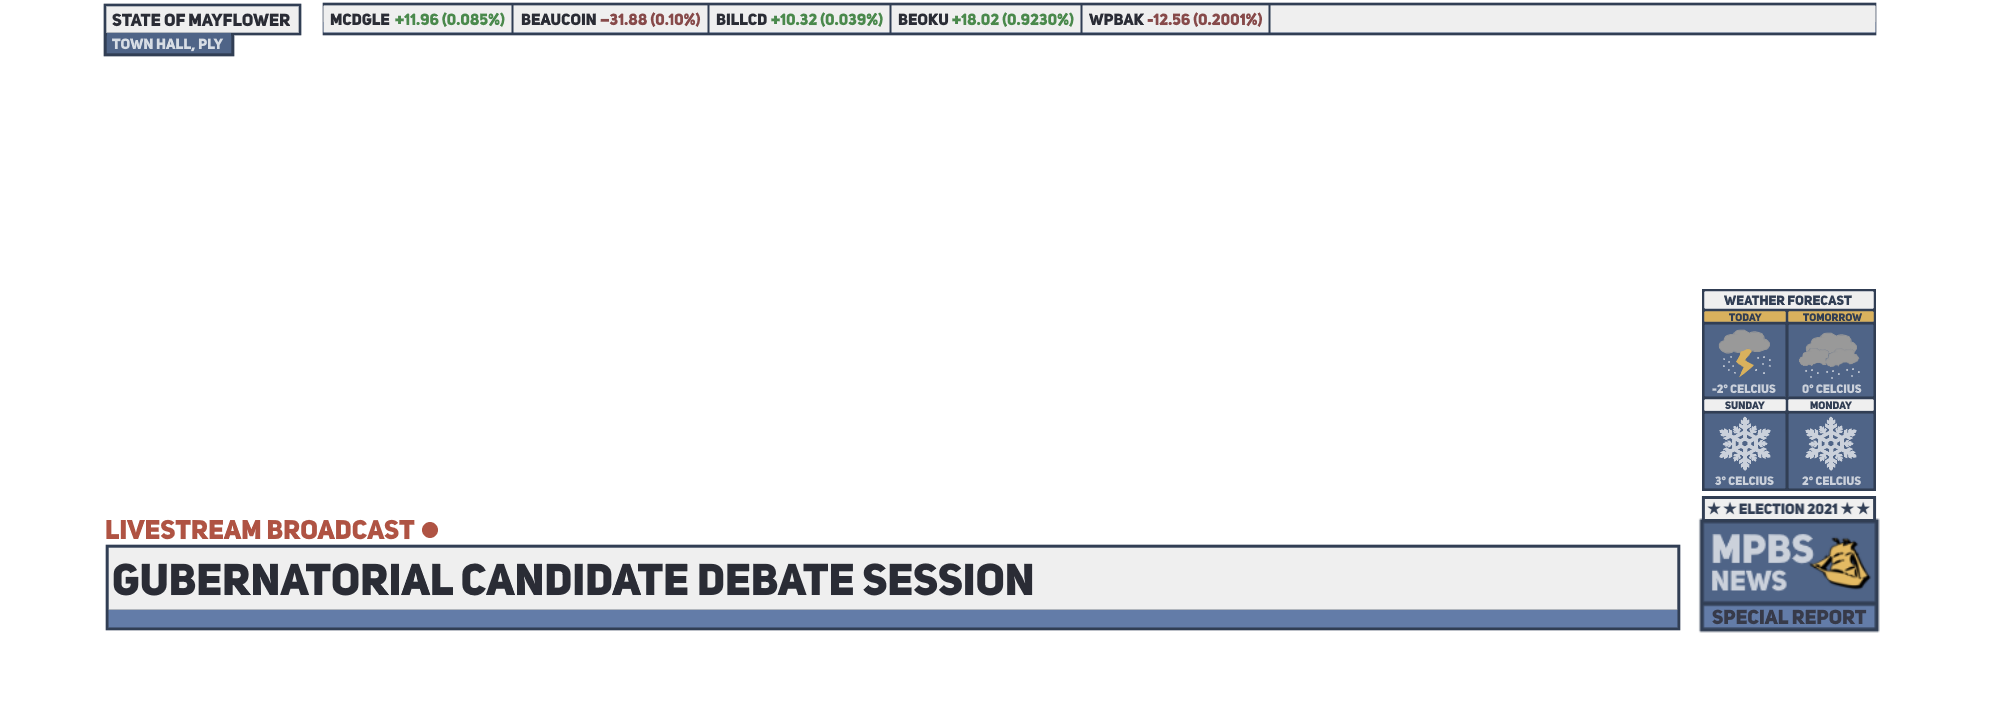 STATE OF MAYFLOWER
TOWN HALL, PLY
MCDGLE +11.96 (0.085%) BEAUCOIN –31.88 (0.10%) BILLCD +10.32 (0.039%) BEOKU +18.02 (0.9230%) WPBAK -12.56 (0.2001%)
WEATHER FORECAST
TODAY TOMORROW
-2° CELCIUS 0° CELCIUS
SUNDAY MONDAY
3° CELCIUS 2° CELCIUS
LIVESTREAM BROADCAST
GUBERNATORIAL CANDIDATE DEBATE SESSION
★ ★ ELECTION 2021 ★ ★
MPBS
NEWS
SPECIAL REPORT